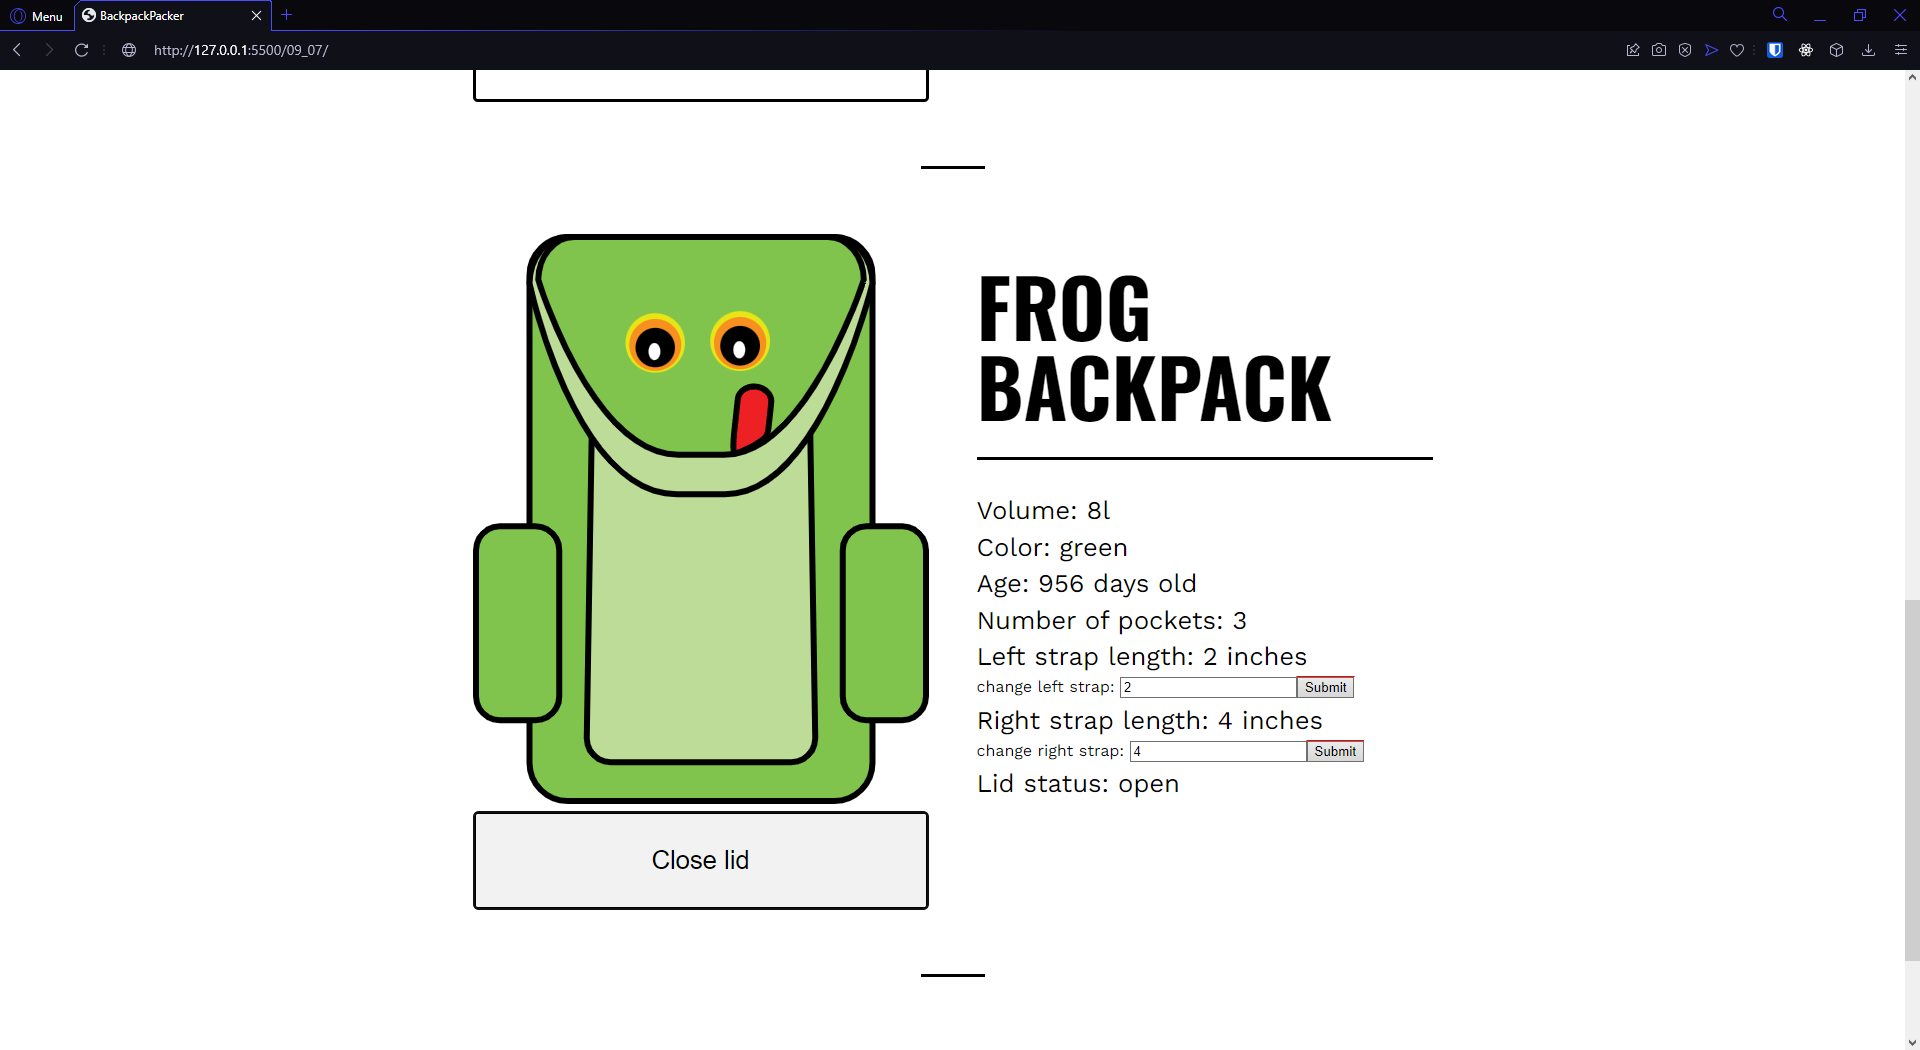 Menu
BackpackPacker
http://127.0.0.1:5500/09_07/
FROG
BACKPACK
Volume: 8l
Color: green
Age: 956 days old
Number of pockets: 3
Left strap length: 2 inches
change left strap: 2 Submit
Right strap length: 4 inches
change right strap: 4 Submit
Lid status: open
Close lid